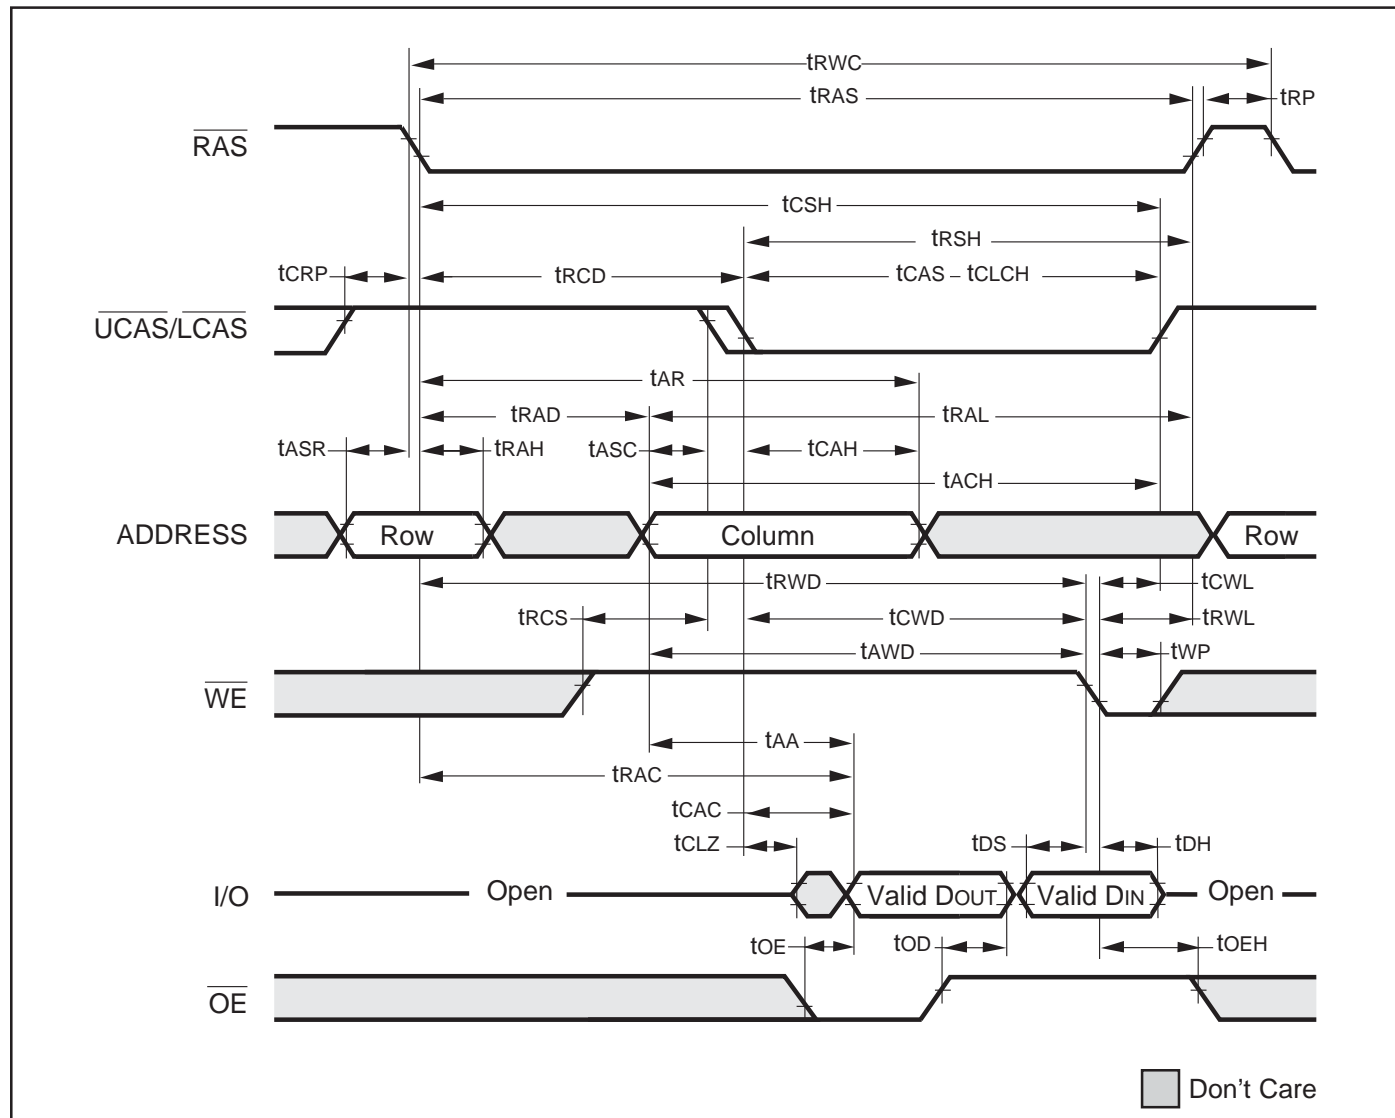 tRWC
tRAS
tRP
RAS
tCSH
tRSH
tCRP
tRCD
tCAS – tCLCH
UCAS/LCAS
tAR
tRAD
tRAL
tASR
tRAH
tASC
tCAH
tACH
ADDRESS
Row
Column
Row
tRWD
tCWL
tRCS
tCWD
tRWL
tAWD
tWP
WE
tAA
tRAC
tCAC
tCLZ
tDS
tDH
I/O
Open
Valid DOUT
Valid DIN
Open
tOE
tOD
tOEH
OE
Don't Care